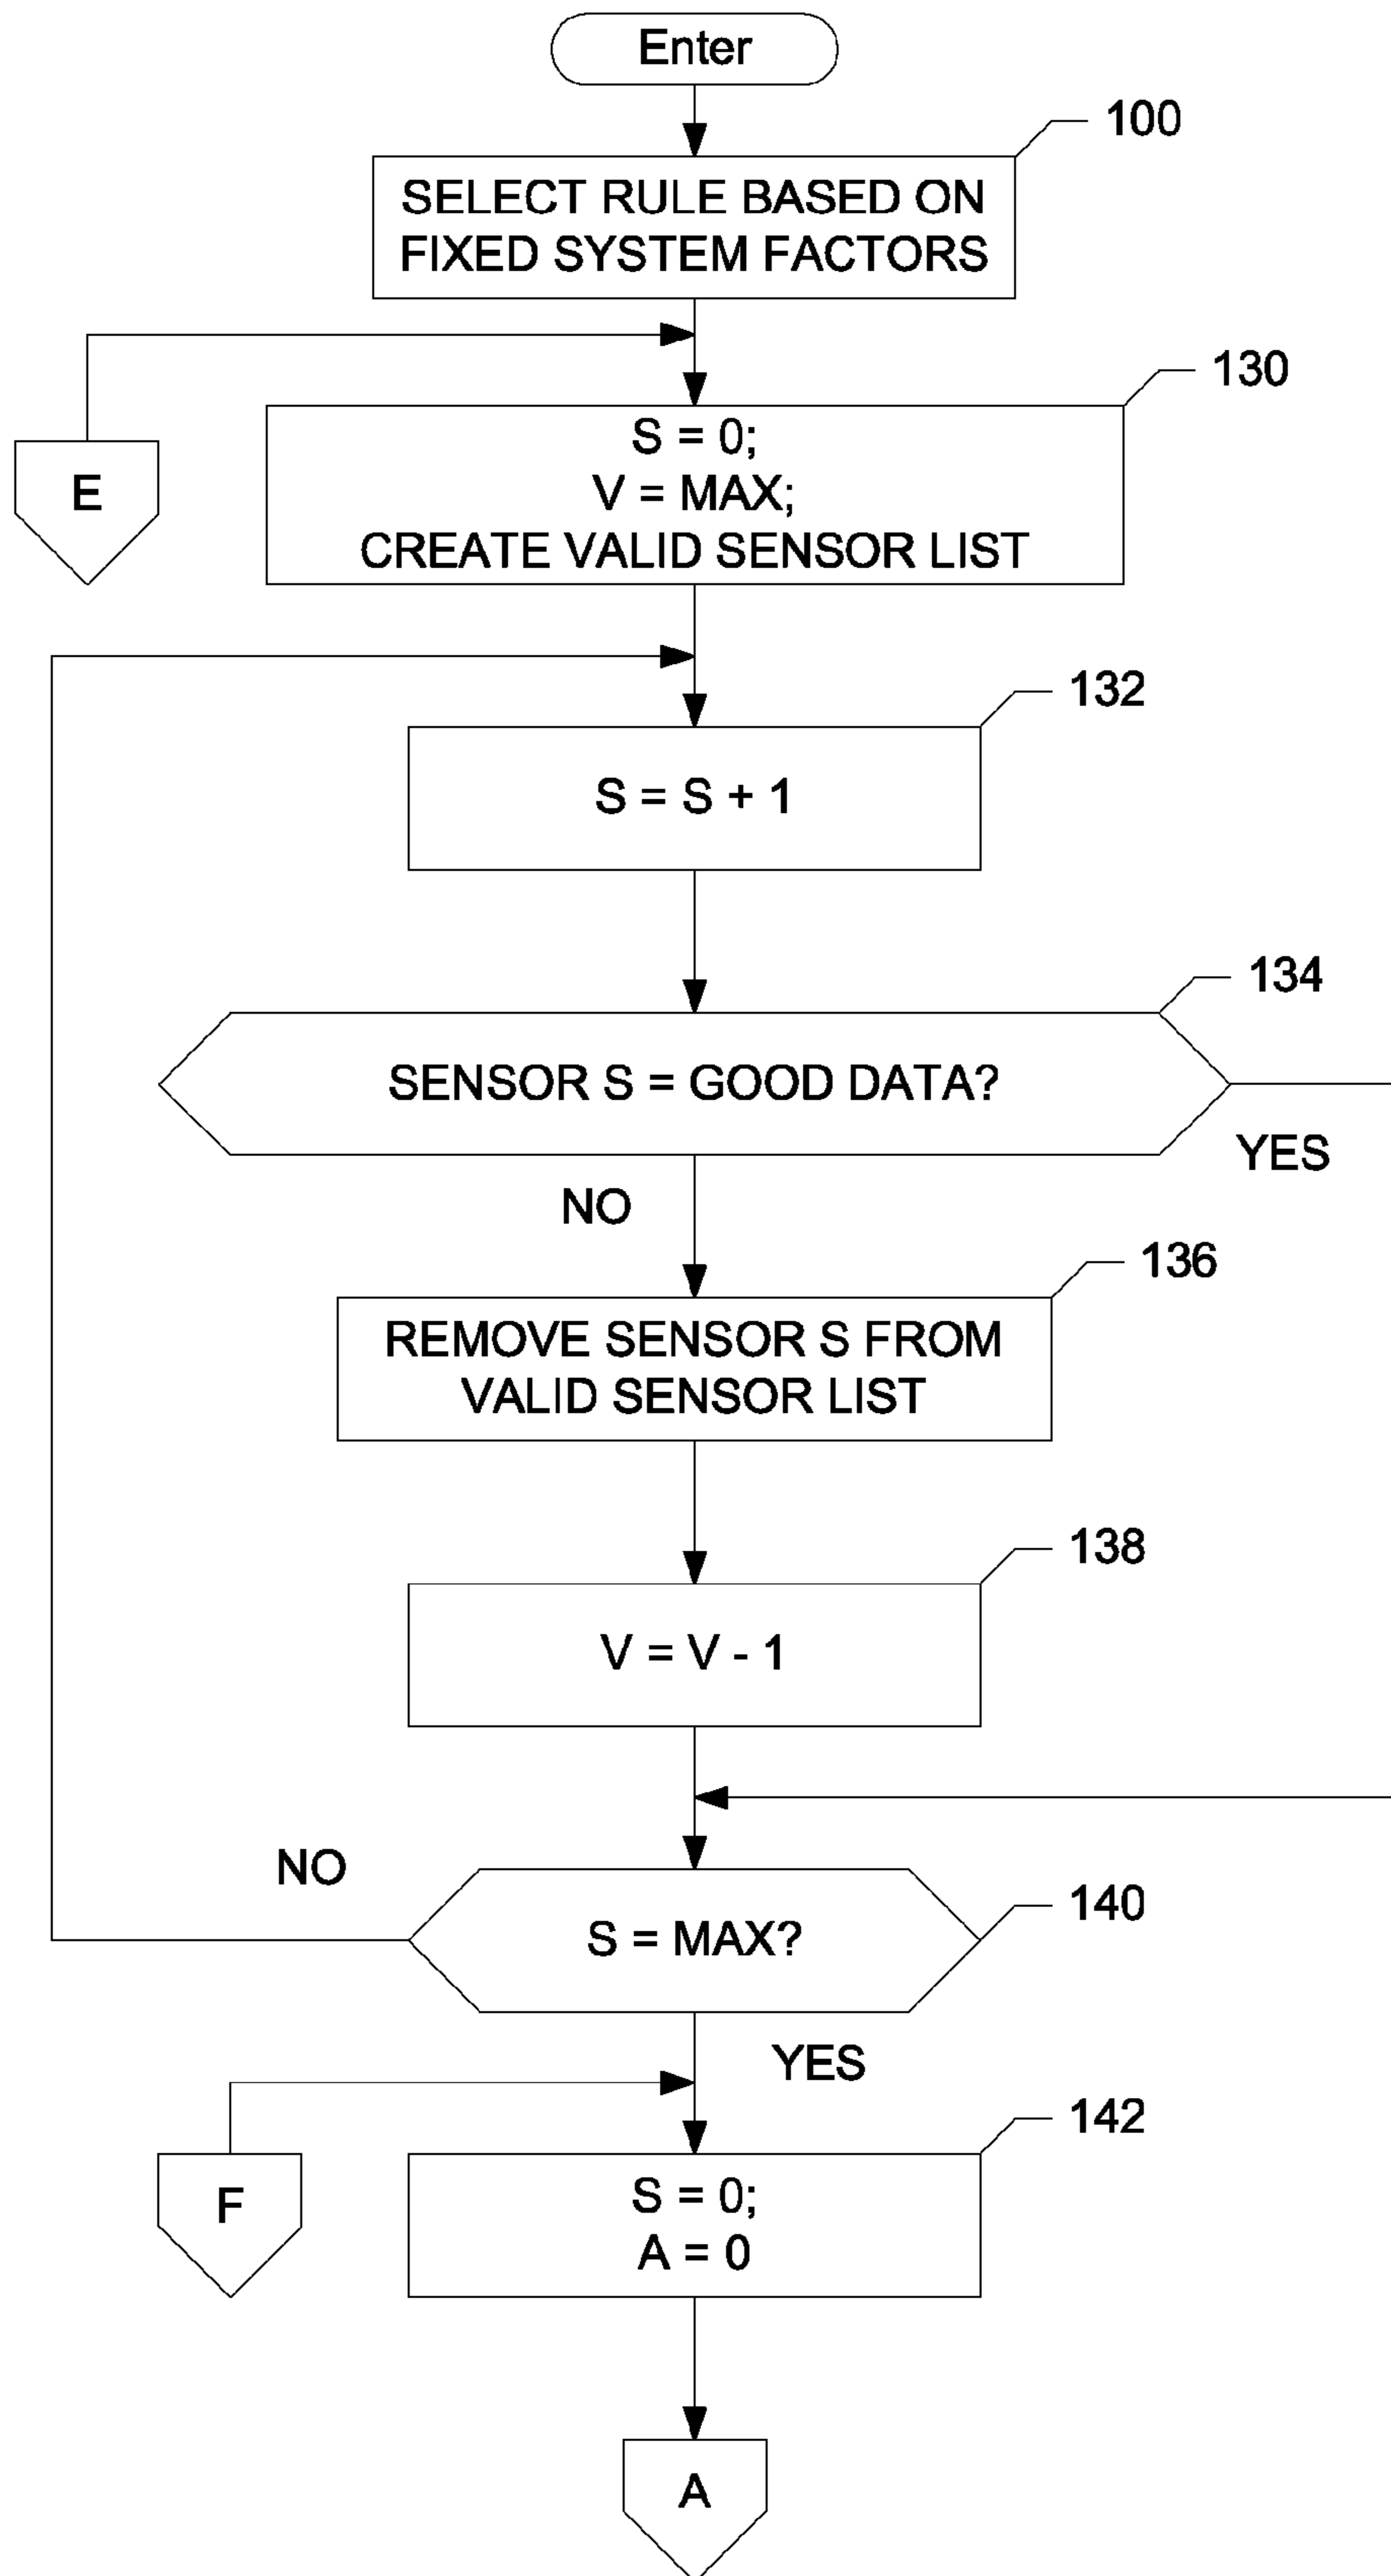 Enter
100
SELECT RULE BASED ON
FIXED SYSTEM FACTORS
130
S = 0;
V = MAX;
CREATE VALID SENSOR LIST
E
132
S = S + 1
134
SENSOR S = GOOD DATA?
YES
NO
136
REMOVE SENSOR S FROM
VALID SENSOR LIST
138
V = V - 1
NO
140
S = MAX?
YES
142
S = 0;
A = 0
F
A